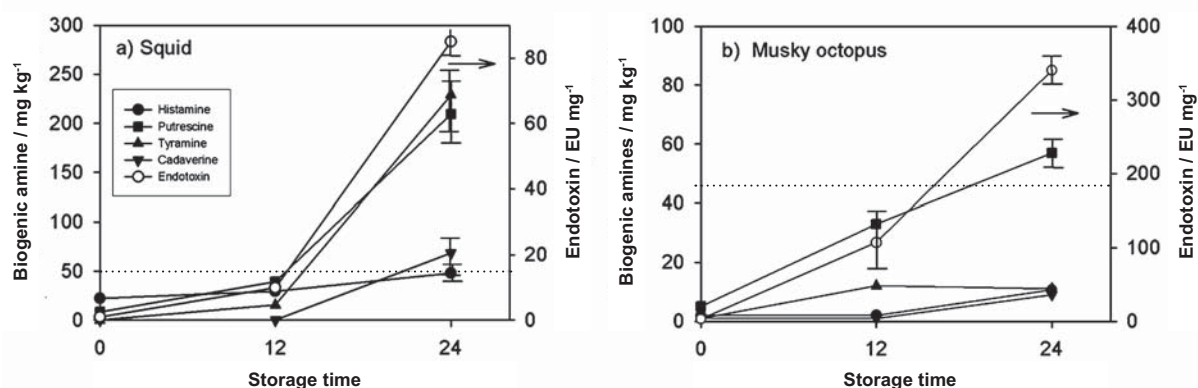 a) Squid
Biogenic amine / mg kg-1
300
250
200
150
100
50
0
Histamine
Putrescine
Tyramine
Cadaverine
Endotoxin
80
60
40
20
0
Endotoxin / EU mg-1
0 12 24
Storage time
b) Musky octopus
Biogenic amines / mg kg-1
100
80
60
40
20
0
400
300
200
100
0
Endotoxin / EU mg-1
0 12 24
Storage time